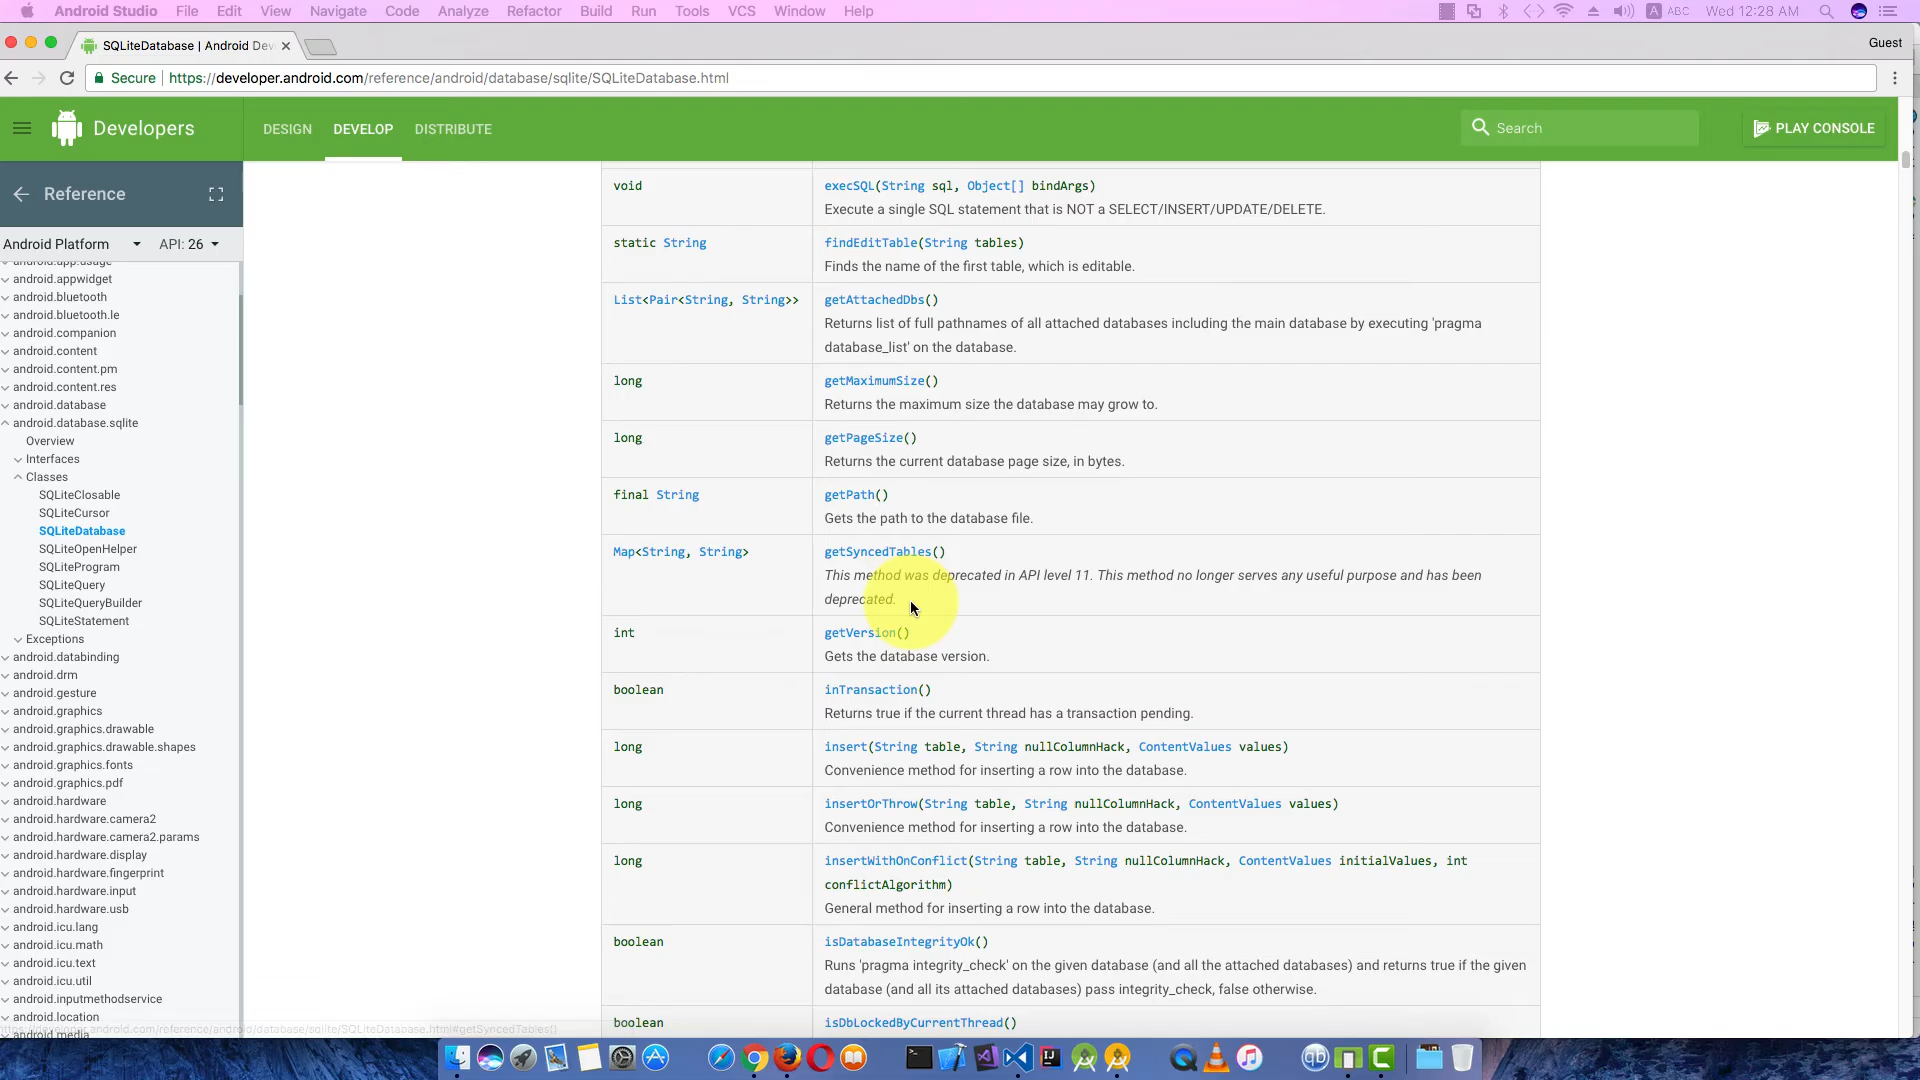 Android Studio File Edit View Navigate Code Analyze Refactor Build Run Tools VCS Window Help A ABC Wed 12:28 AM
SQLiteDatabase | Android Dev
Guest
Secure https://developer.android.com/reference/android/database/sqlite/SQLiteDatabase.html
Developers DESIGN DEVELOP DISTRIBUTE Search PLAY CONSOLE
Reference
Android Platform API: 26
android.app.usage
android.appwidget
android.bluetooth
android.bluetooth.le
android.companion
android.content
android.content.pm
android.content.res
android.database
android.database.sqlite
Overview
Interfaces
Classes
SQLiteClosable
SQLiteCursor
SQLiteDatabase
SQLiteOpenHelper
SQLiteProgram
SQLiteQuery
SQLiteQueryBuilder
SQLiteStatement
Exceptions
android.databinding
android.drm
android.gesture
android.graphics
android.graphics.drawable
android.graphics.drawable.shapes
android.graphics.fonts
android.graphics.pdf
android.hardware
android.hardware.camera2
android.hardware.camera2.params
android.hardware.display
android.hardware.fingerprint
android.hardware.input
android.hardware.usb
android.icu.lang
android.icu.math
android.icu.text
android.icu.util
android.inputmethodservice
android.location
android.media
https://developer.android.com/reference/android/database/sqlite/SQLiteDatabase.html#getSyncedTables()
void execSQL(String sql, Object[] bindArgs)
Execute a single SQL statement that is NOT a SELECT/INSERT/UPDATE/DELETE.
static String findEditTable(String tables)
Finds the name of the first table, which is editable.
List<Pair<String, String>> getAttachedDbs()
Returns list of full pathnames of all attached databases including the main database by executing 'pragma
database_list' on the database.
long getMaximumSize()
Returns the maximum size the database may grow to.
long getPageSize()
Returns the current database page size, in bytes.
final String getPath()
Gets the path to the database file.
Map<String, String> getSyncedTables()
This method was deprecated in API level 11. This method no longer serves any useful purpose and has been
deprecated.
int getVersion()
Gets the database version.
boolean inTransaction()
Returns true if the current thread has a transaction pending.
long insert(String table, String nullColumnHack, ContentValues values)
Convenience method for inserting a row into the database.
long insertOrThrow(String table, String nullColumnHack, ContentValues values)
Convenience method for inserting a row into the database.
long insertWithOnConflict(String table, String nullColumnHack, ContentValues initialValues, int
conflictAlgorithm)
General method for inserting a row into the database.
boolean isDatabaseIntegrityOk()
Runs 'pragma integrity_check' on the given database (and all the attached databases) and returns true if the given
database (and all its attached databases) pass integrity_check, false otherwise.
boolean isDbLockedByCurrentThread()